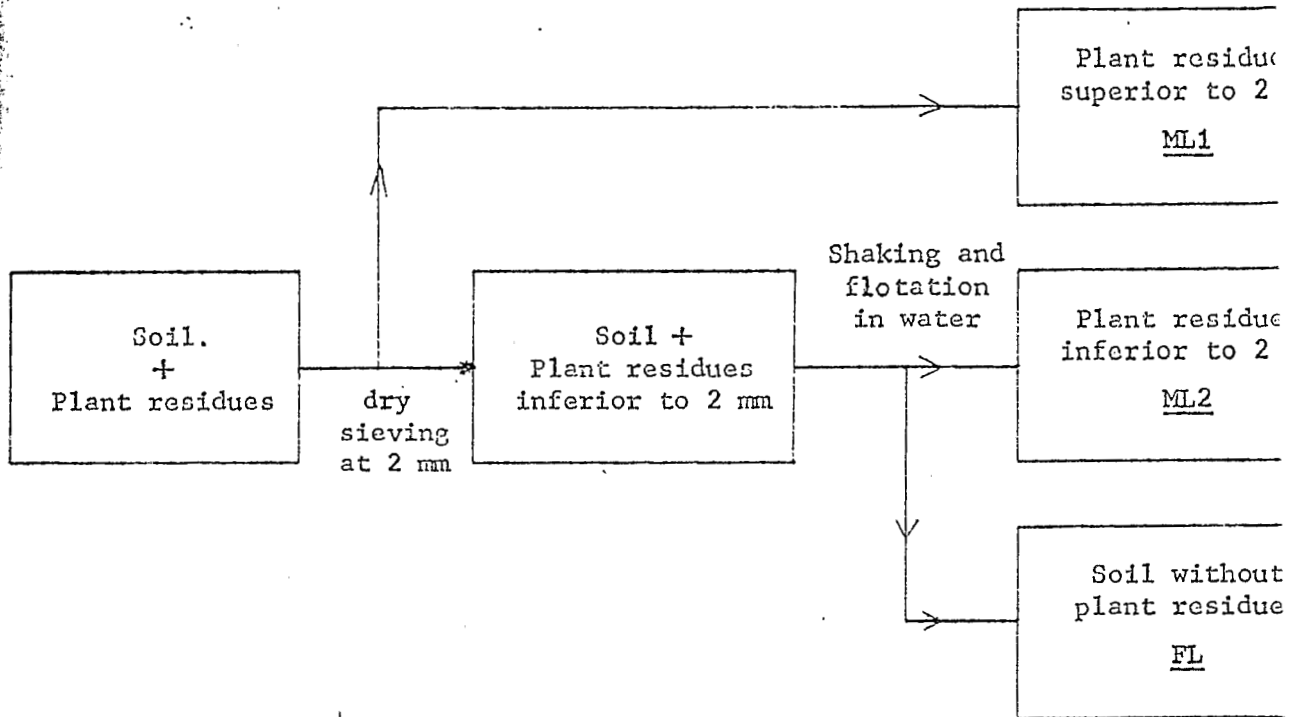 Plant residue
superior to 2
ML1
Soil.
+
Plant residues
dry
sieving
at 2 mm
Soil +
Plant residues
inferior to 2 mm
Shaking and
flotation
in water
Plant residue
inferior to 2
ML2
Soil without
plant residue
FL